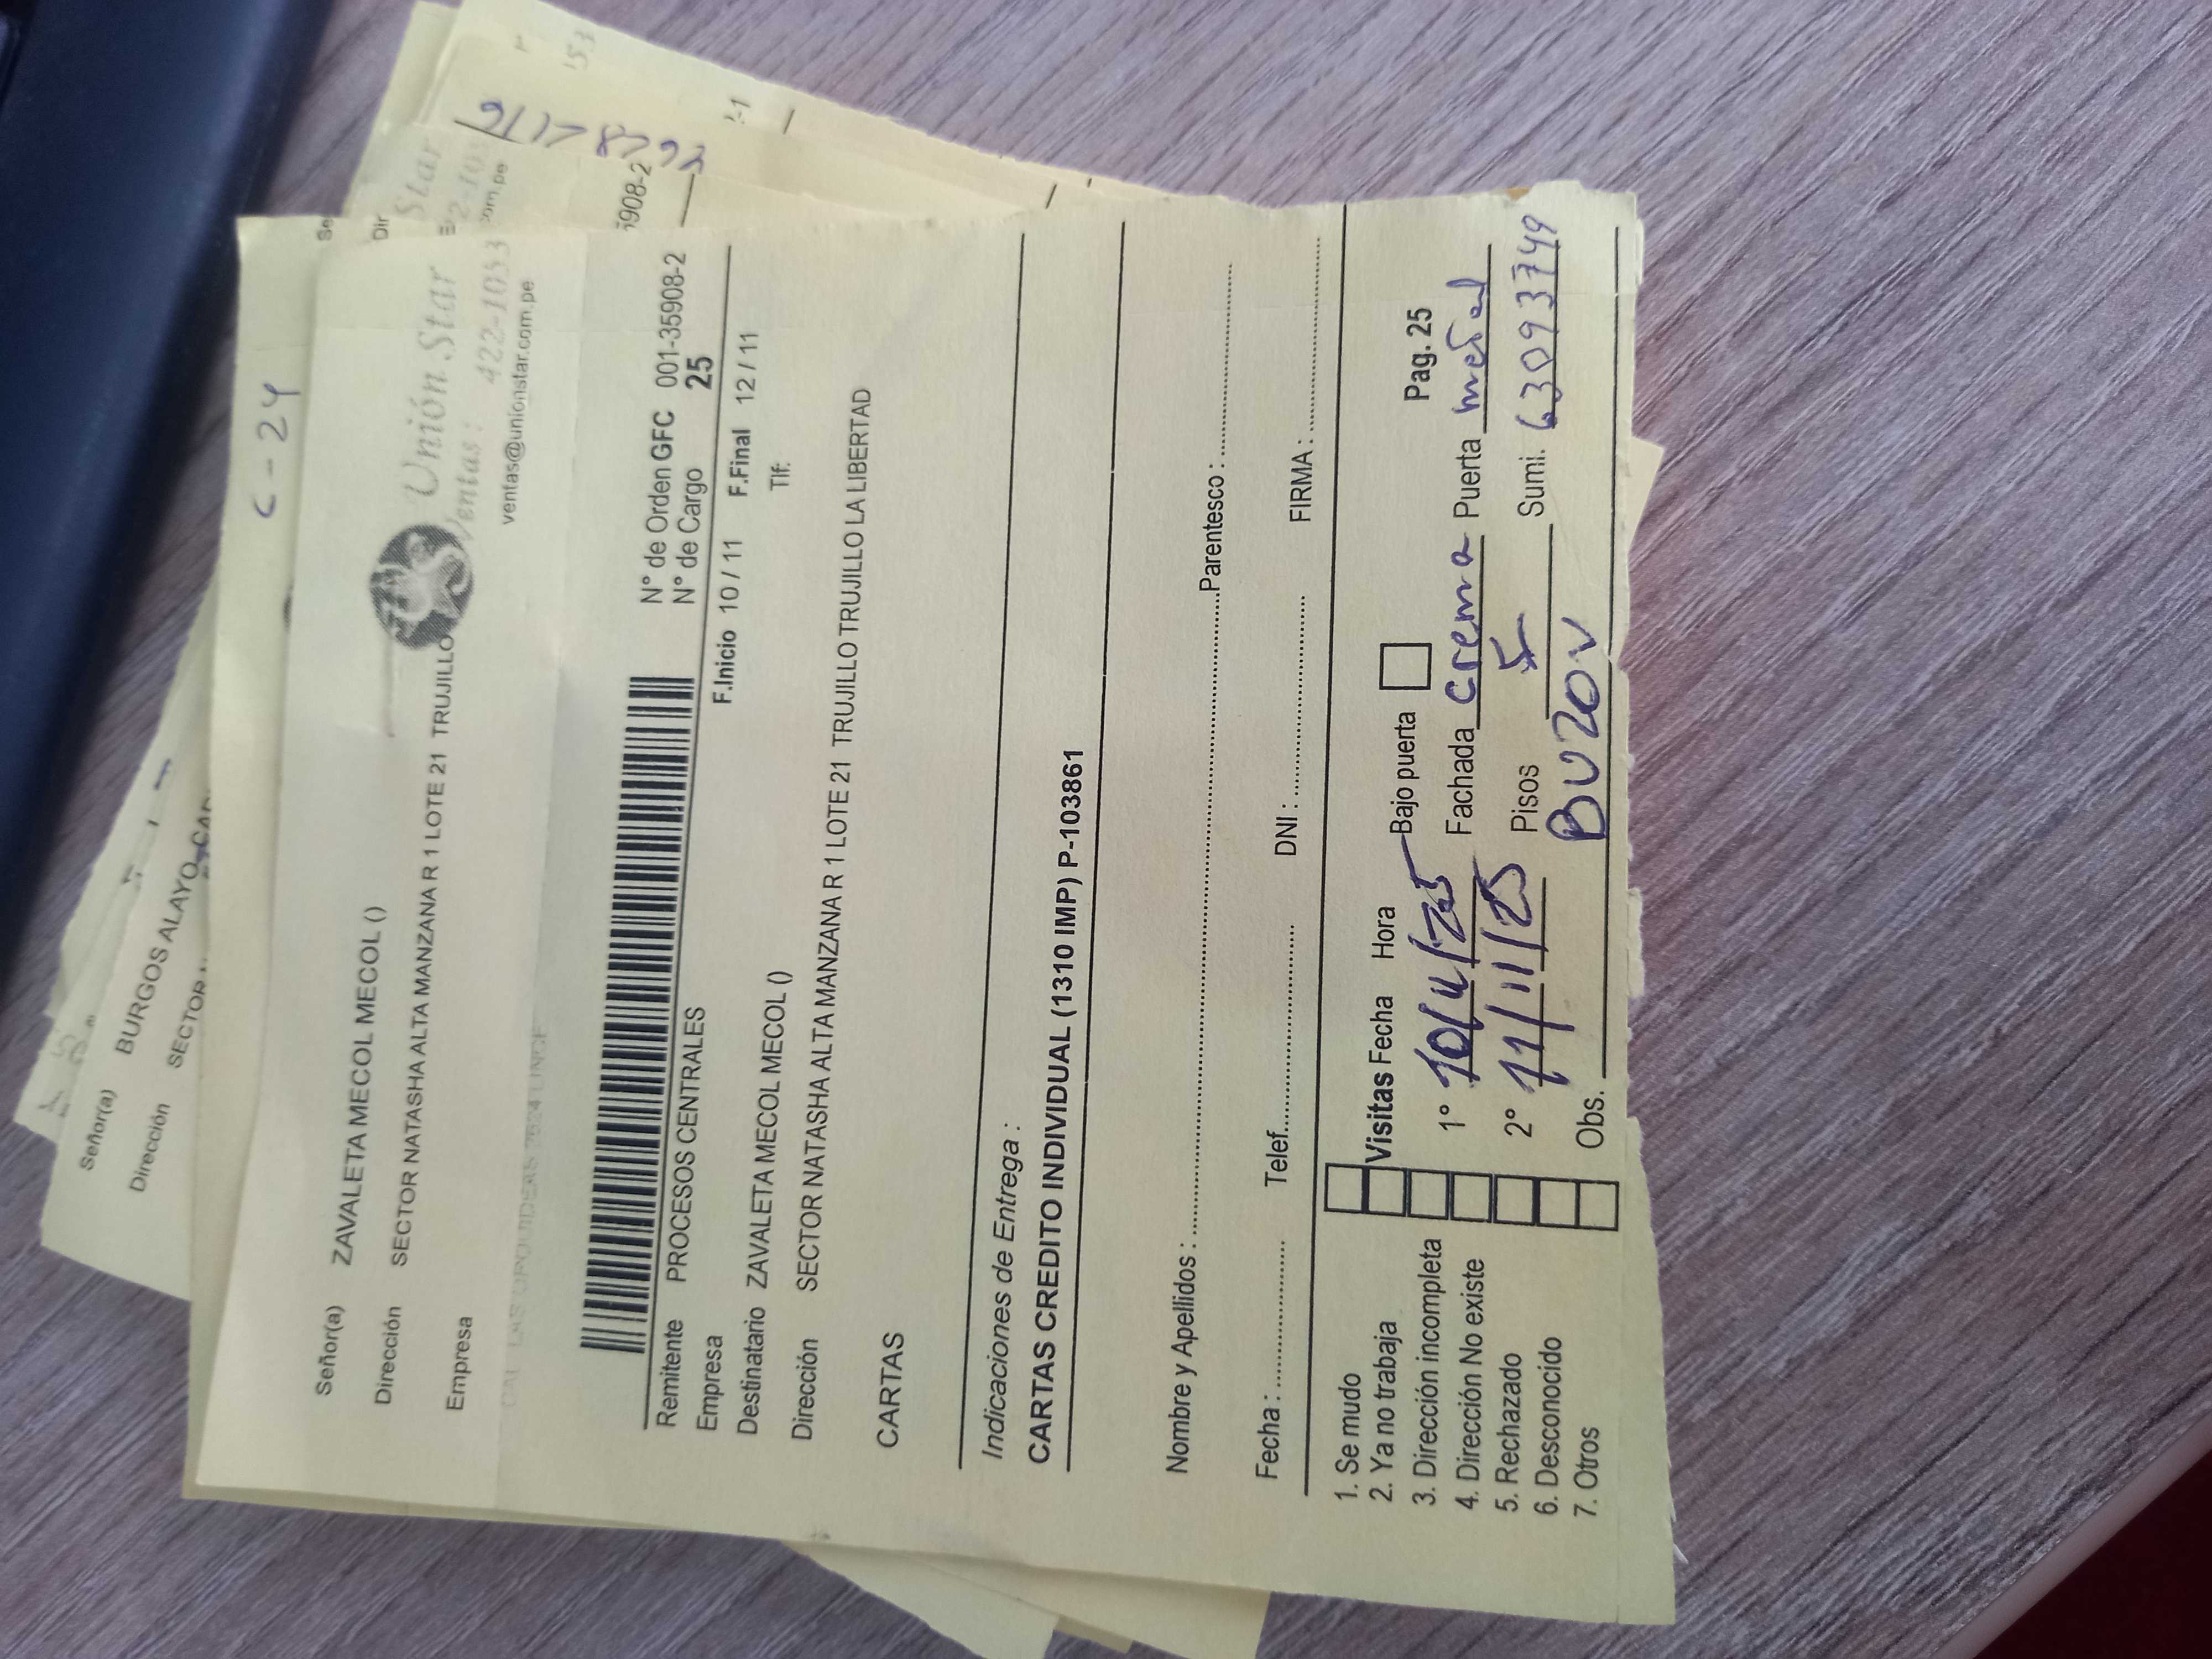 C-24
Señor(a) ZAVALETA MECOL MECOL ()
Dirección SECTOR NATASHA ALTA MANZANA R 1 LOTE 21 TRUJILLO
Empresa
Unión Star
Ventas : 422-1053
ventas@unionstar.com.pe
Remitente PROCESOS CENTRALES
Empresa
N° de Orden GFC 001-35908-2
N° de Cargo 25
F.Inicio 10 / 11 F.Final 12 / 11
Destinatario ZAVALETA MECOL MECOL ()
Tlf:
Dirección SECTOR NATASHA ALTA MANZANA R 1 LOTE 21 TRUJILLO TRUJILLO LA LIBERTAD
CARTAS
Indicaciones de Entrega :
CARTAS CREDITO INDIVIDUAL (1310 IMP) P-103861
Nombre y Apellidos : Parentesco :
Fecha : Telef. DNI : FIRMA :
1. Se mudo
2. Ya no trabaja
3. Dirección incompleta
4. Dirección No existe
5. Rechazado
6. Desconocido
7. Otros
Visitas Fecha Hora Bajo puerta Pag. 25
1° Fachada Crema Puerta
2° 11/11/25 Pisos 5 Sumi. 63093749
Obs. BUZON
Señor(a) BURGOS ALAYO
Dirección SECTOR
5908-2